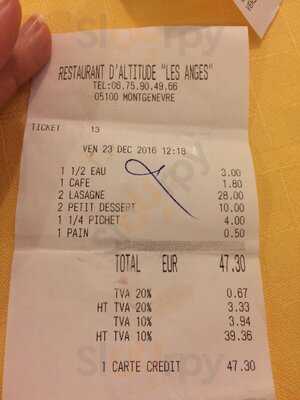 RESTAURANT D'ALTITUDE "LES ANGES"
TEL:06.75.90.49.66
05100 MONTGENEVRE
TICKET 13
VEN 23 DEC 2016 12:18
1 1/2 EAU 3.00
1 CAFE 1.80
2 LASAGNE 28.00
2 PETIT DESSERT 10.00
1 1/4 PICHET 4.00
1 PAIN 0.50
TOTAL EUR 47.30
TVA 20% 0.67
HT TVA 20% 3.33
TVA 10% 3.94
HT TVA 10% 39.36
1 CARTE CREDIT 47.30